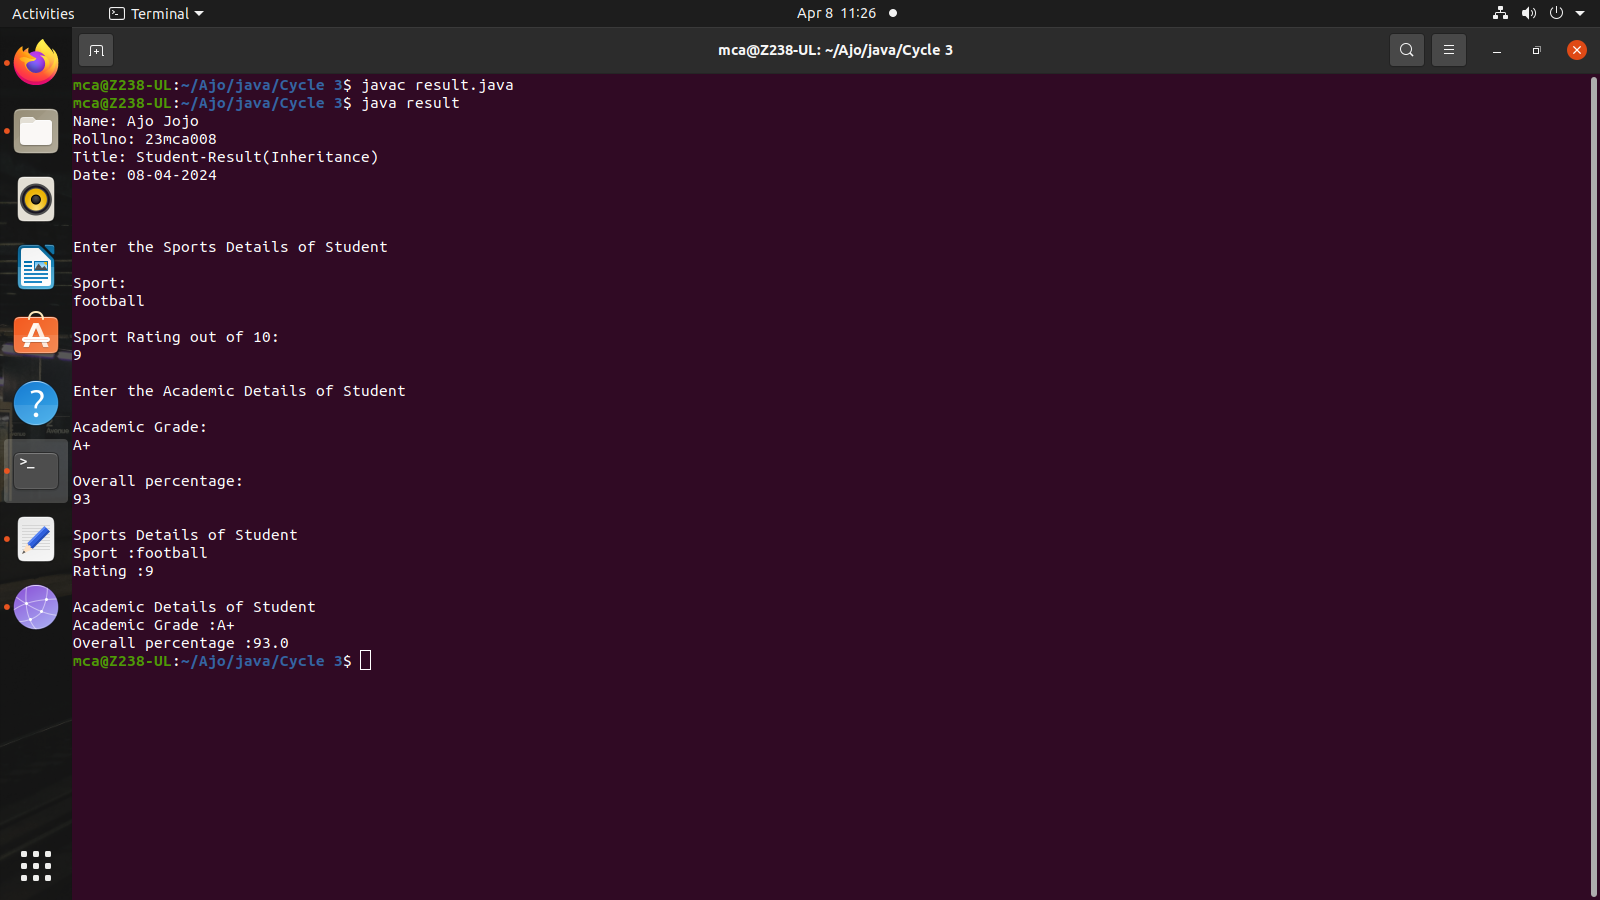 Activities
Terminal
Apr 8 11:26
mca@Z238-UL: ~/Ajo/java/Cycle 3
mca@Z238-UL:~/Ajo/java/Cycle 3$ javac result.java
mca@Z238-UL:~/Ajo/java/Cycle 3$ java result
Name: Ajo Jojo
Rollno: 23mca008
Title: Student-Result(Inheritance)
Date: 08-04-2024
Enter the Sports Details of Student
Sport:
football
Sport Rating out of 10:
9
Enter the Academic Details of Student
Academic Grade:
A+
Overall percentage:
93
Sports Details of Student
Sport :football
Rating :9
Academic Details of Student
Academic Grade :A+
Overall percentage :93.0
mca@Z238-UL:~/Ajo/java/Cycle 3$